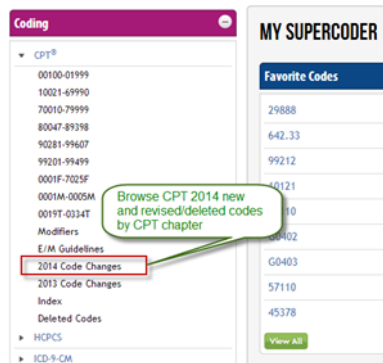 Coding
CPT®
00100-01999
10021-69990
70010-79999
80047-89398
90281-99607
99201-99499
0001F-7025F
0001M-0005M
0019T-0334T
Modifiers
E/M Guidelines
2014 Code Changes
2013 Code Changes
Index
Deleted Codes
HCPCS
ICD-9-CM
Browse CPT 2014 new
and revised/deleted codes
by CPT chapter
MY SUPERCODER
Favorite Codes
29888
642.33
99212
10
G0403
57110
45378
View All